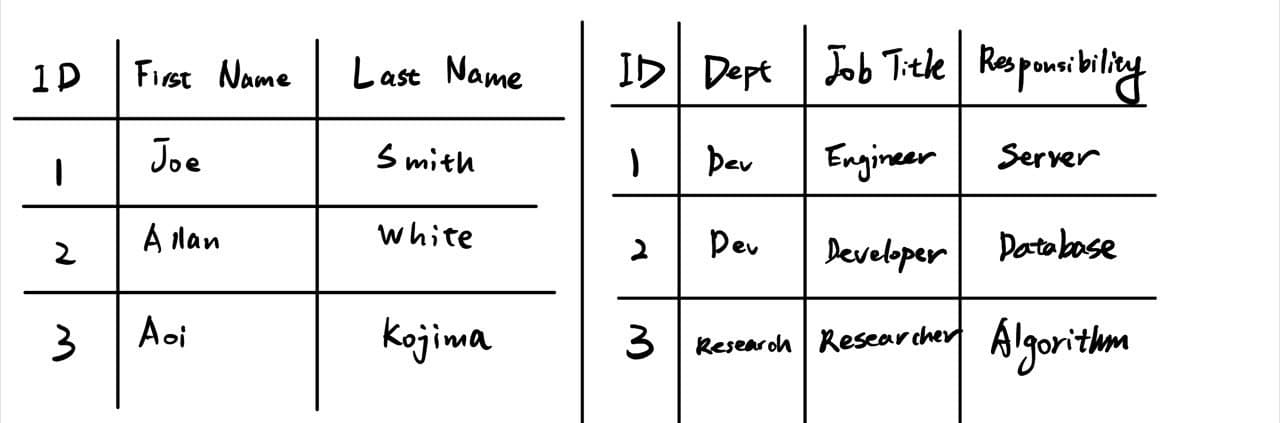 ID First Name Last Name
1 Joe Smith
2 Allan White
3 Aoi Kojima
ID Dept Job Title Responsibility
1 Dev Engineer Server
2 Dev Developer Database
3 Research Researcher Algorithm